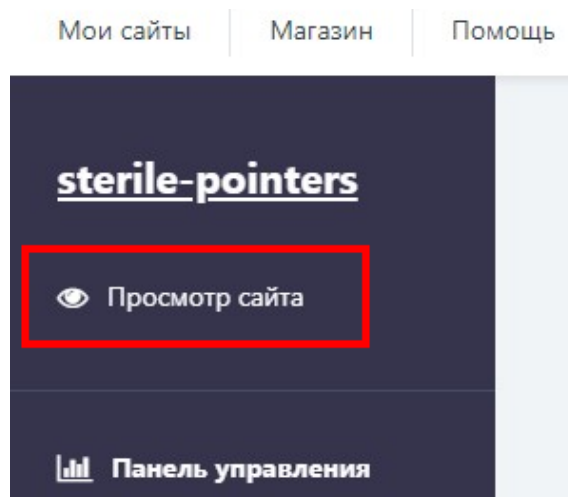 Мои сайты Магазин Помощь
sterile-pointers
Просмотр сайта
Панель управления